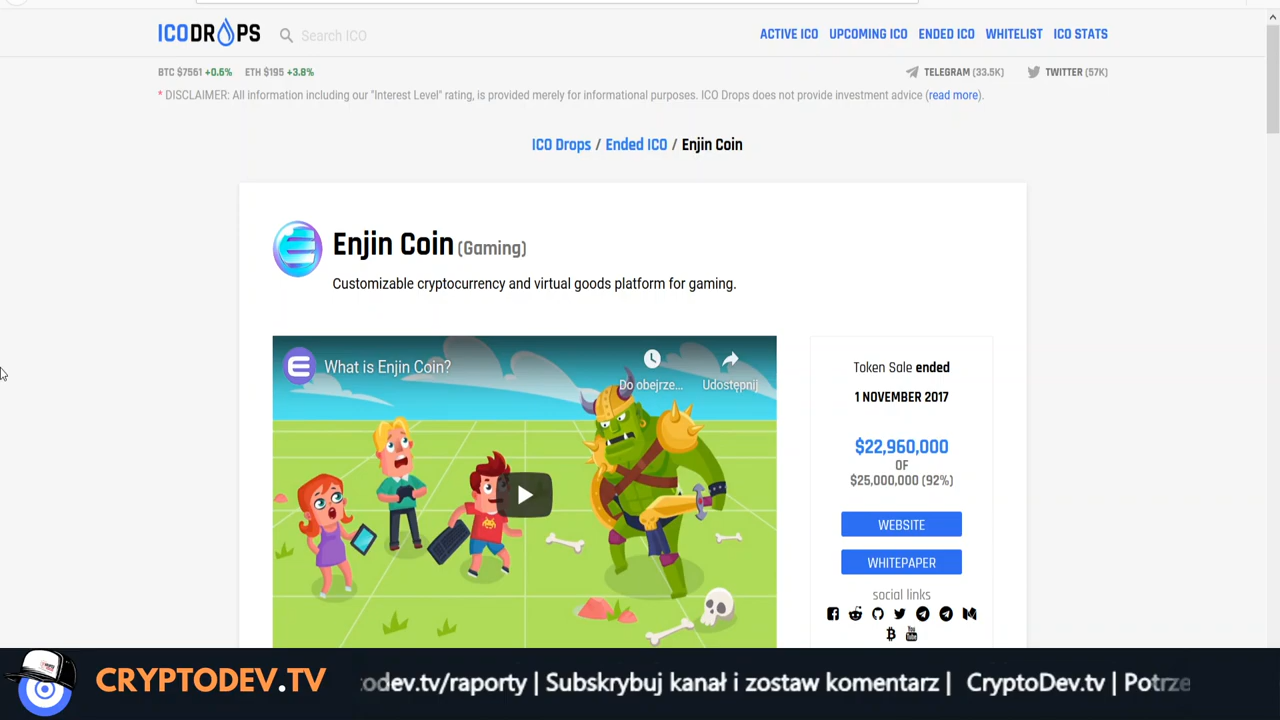 ICODROPS
Search ICO
ACTIVE ICO UPCOMING ICO ENDED ICO WHITELIST ICO STATS
BTC $7561 +0.6% ETH $195 +3.8%
TELEGRAM (33.5K) TWITTER (57K)
* DISCLAIMER: All information including our "Interest Level" rating, is provided merely for informational purposes. ICO Drops does not provide investment advice (read more).
ICO Drops / Ended ICO / Enjin Coin
Enjin Coin (Gaming)
Customizable cryptocurrency and virtual goods platform for gaming.
What is Enjin Coin?
Do obejrze...
Udostępnij
Token Sale ended
1 NOVEMBER 2017
$22,960,000
OF
$25,000,000 (92%)
WEBSITE
WHITEPAPER
social links
CRYPTODEV.TV
todev.tv/raporty | Subskrybuj kanał i zostaw komentarz | CryptoDev.tv | Potrze